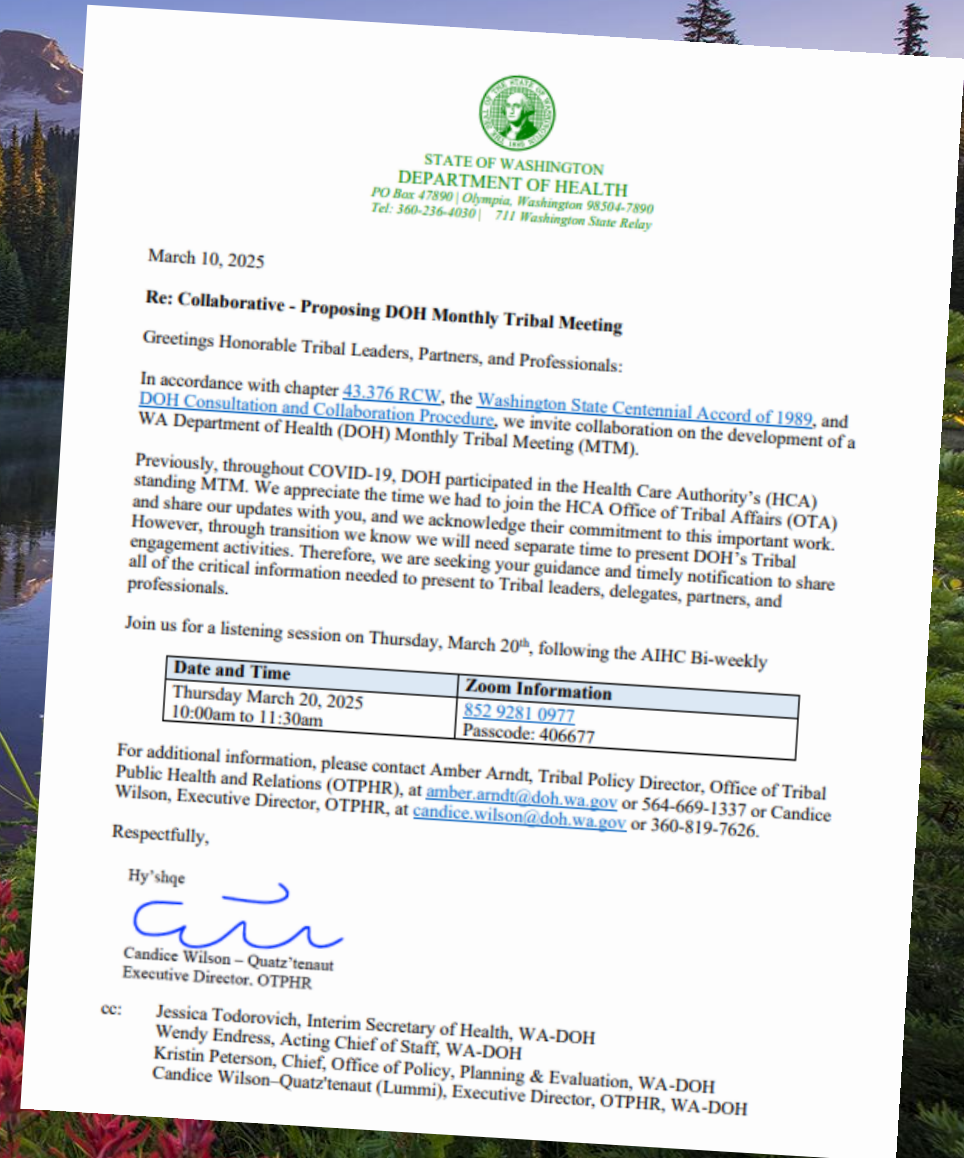 THE SEAL OF THE STATE OF WASHINGTON
1889
STATE OF WASHINGTON
DEPARTMENT OF HEALTH
PO Box 47890 | Olympia, Washington 98504-7890
Tel: 360-236-4030 | 711 Washington State Relay
March 10, 2025
Re: Collaborative - Proposing DOH Monthly Tribal Meeting
Greetings Honorable Tribal Leaders, Partners, and Professionals:
In accordance with chapter 43.376 RCW, the Washington State Centennial Accord of 1989, and
DOH Consultation and Collaboration Procedure, we invite collaboration on the development of a
WA Department of Health (DOH) Monthly Tribal Meeting (MTM).
Previously, throughout COVID-19, DOH participated in the Health Care Authority’s (HCA)
standing MTM. We appreciate the time we had to join the HCA Office of Tribal Affairs (OTA)
and share our updates with you, and we acknowledge their commitment to this important work.
However, through transition we know we will need separate time to present DOH’s Tribal
engagement activities. Therefore, we are seeking your guidance and timely notification to share
all of the critical information needed to present to Tribal leaders, delegates, partners, and
professionals.
Join us for a listening session on Thursday, March 20th, following the AIHC Bi-weekly
Date and Time Zoom Information
Thursday March 20, 2025 852 9281 0977
10:00am to 11:30am Passcode: 406677
For additional information, please contact Amber Arndt, Tribal Policy Director, Office of Tribal
Public Health and Relations (OTPHR), at amber.arndt@doh.wa.gov or 564-669-1337 or Candice
Wilson, Executive Director, OTPHR, at candice.wilson@doh.wa.gov or 360-819-7626.
Respectfully,
Hy’shqe
Candice Wilson – Quatz’tenaut
Executive Director. OTPHR
cc: Jessica Todorovich, Interim Secretary of Health, WA-DOH
Wendy Endress, Acting Chief of Staff, WA-DOH
Kristin Peterson, Chief, Office of Policy, Planning & Evaluation, WA-DOH
Candice Wilson–Quatz'tenaut (Lummi), Executive Director, OTPHR, WA-DOH